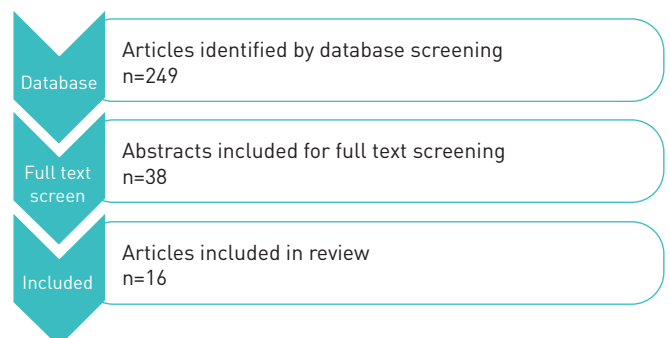 Database
Articles identified by database screening
n=249
Full text
screen
Abstracts included for full text screening
n=38
Included
Articles included in review
n=16